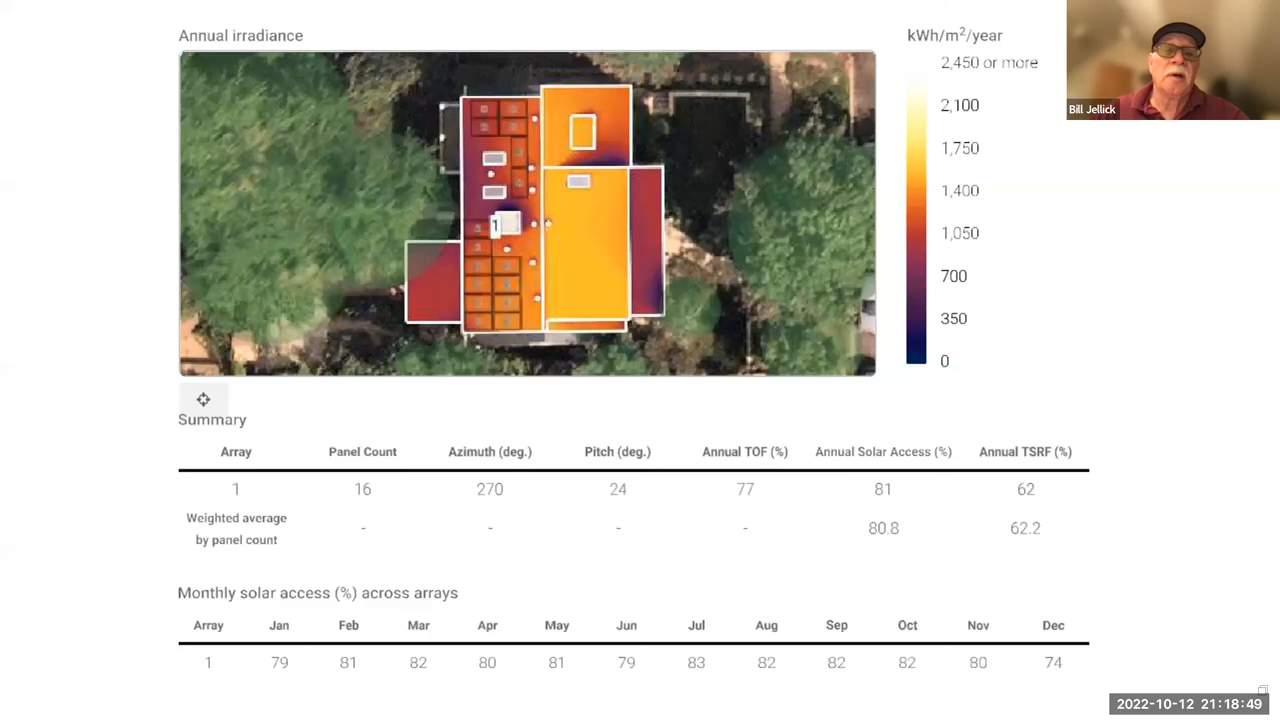 Annual irradiance
kWh/m²/year
2,450 or more
2,100
1,750
1,400
1,050
700
350
0
Bill Jellick
1
Summary
Array Panel Count Azimuth (deg.) Pitch (deg.) Annual TOF (%) Annual Solar Access (%) Annual TSRF (%)
1 16 270 24 77 81 62
Weighted average
by panel count - - - - 80.8 62.2
Monthly solar access (%) across arrays
Array Jan Feb Mar Apr May Jun Jul Aug Sep Oct Nov Dec
1 79 81 82 80 81 79 83 82 82 82 80 74
2022-10-12 21:18:49